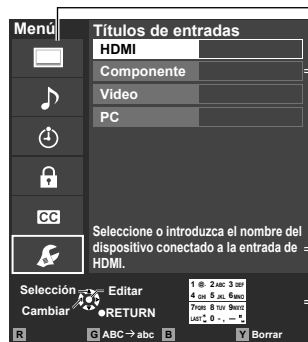 Menú
Títulos de entradas
HDMI
Componente
Video
PC
CC
Seleccione o introduzca el nombre del
dispositivo conectado a la entrada de
HDMI.
Selección
Editar
Cambiar
RETURN
1 @. 2 ABC 3 DEF
4 GHI 5 JKL 6 MNO
7 PQRS 8 TUV 9 WXYZ
LAST 0 - ,
R
G ABC → abc
B
Y Borrar